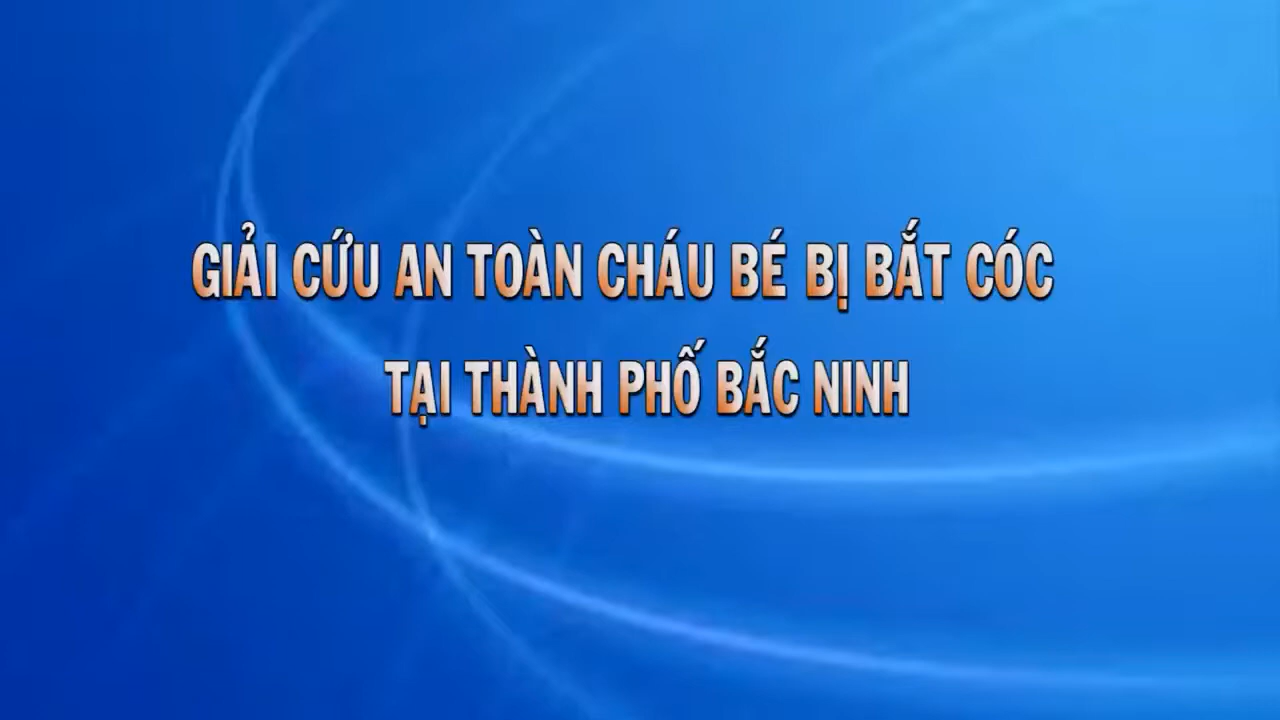 GIẢI CỨU AN TOÀN CHÁU BÉ BỊ BẮT CÓC
TẠI THÀNH PHỐ BẮC NINH